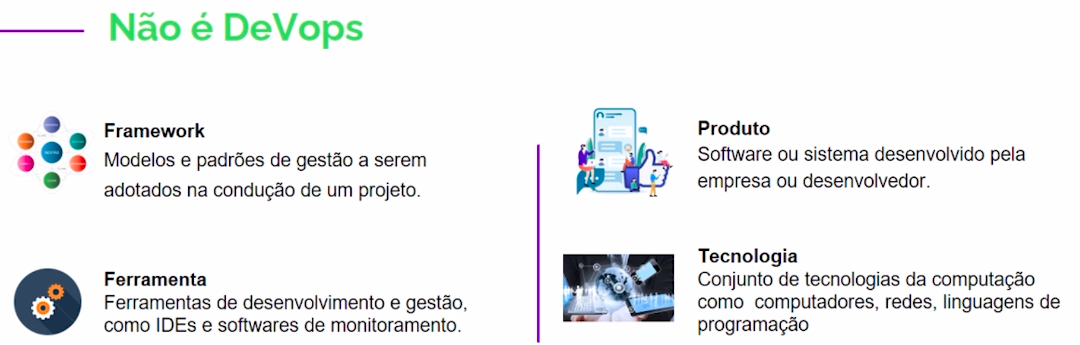 Não é DeVops
Framework
Modelos e padrões de gestão a serem
adotados na condução de um projeto.
Ferramenta
Ferramentas de desenvolvimento e gestão,
como IDEs e softwares de monitoramento.
Produto
Software ou sistema desenvolvido pela
empresa ou desenvolvedor.
Tecnologia
Conjunto de tecnologias da computação
como  computadores, redes, linguagens de
programação